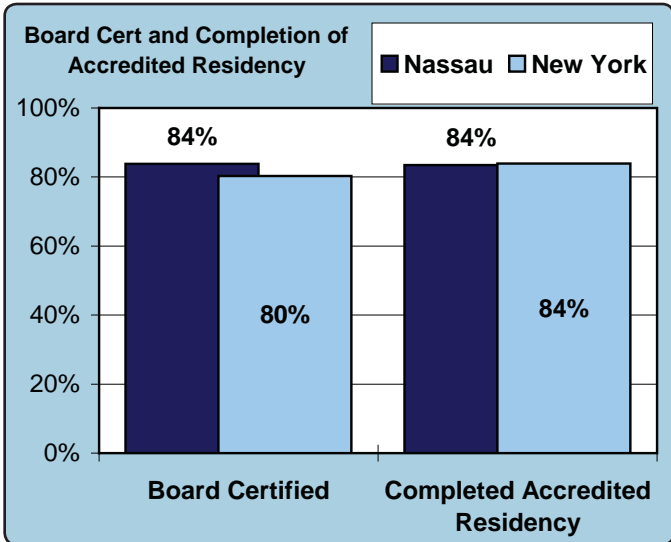 Board Cert and Completion of
Accredited Residency
Nassau
New York
100%
80%
60%
40%
20%
0%
84%
80%
84%
84%
Board Certified
Completed Accredited
Residency